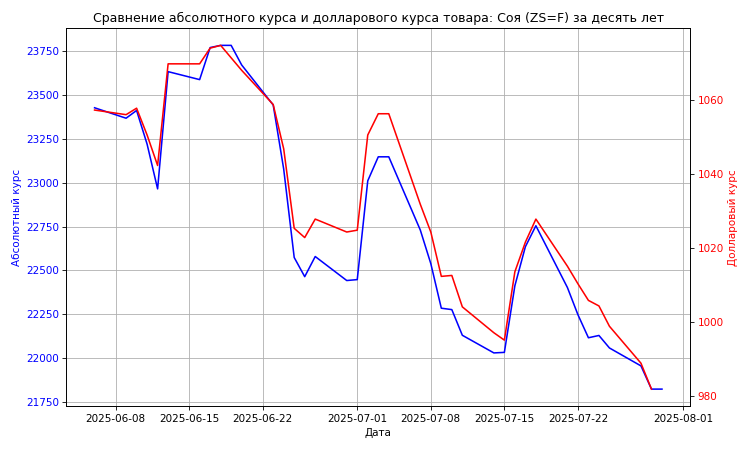 Сравнение абсолютного курса и долларового курса товара: Соя (ZS=F) за десять лет
23750
23500
23250
23000
22750
22500
22250
22000
21750
Абсолютный курс
1060
1040
1020
1000
980
Долларовый курс
2025-06-08 2025-06-15 2025-06-22 2025-07-01 2025-07-08 2025-07-15 2025-07-22 2025-08-01
Дата